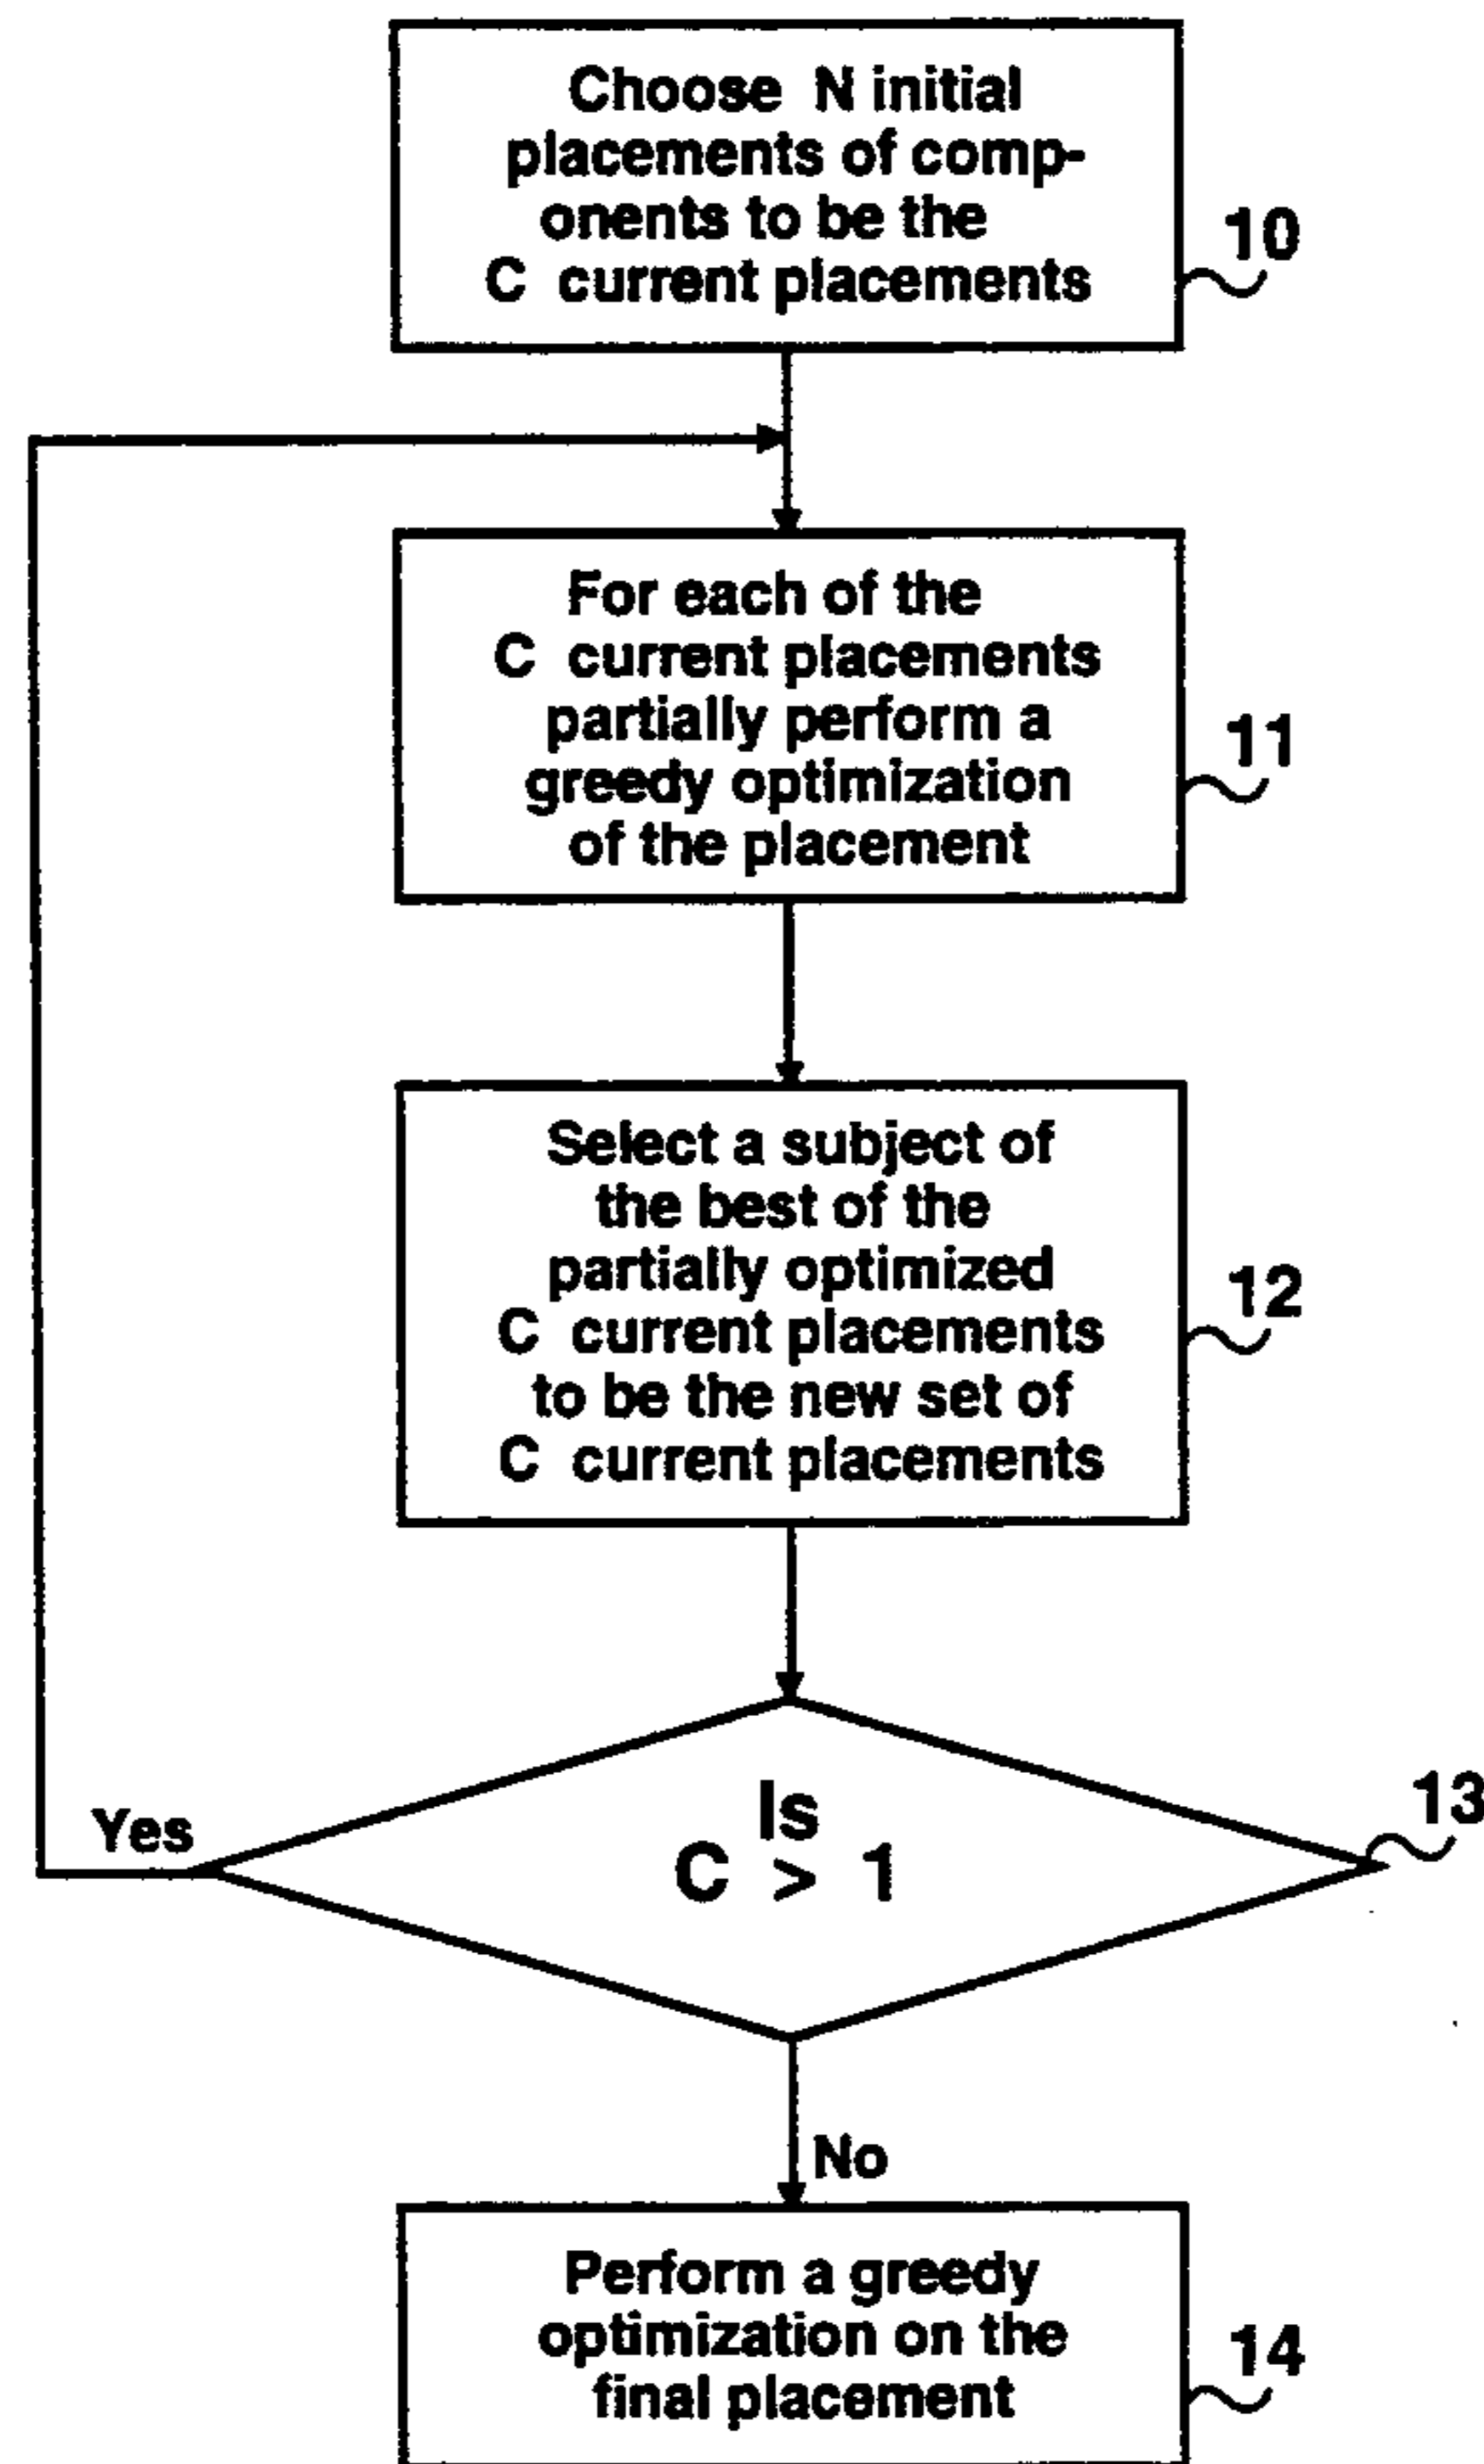 Choose N initial
placements of comp-
onents to be the
C current placements
10
For each of the
C current placements
partially perform a
greedy optimization
of the placement
11
Select a subject of
the best of the
partially optimized
C current placements
to be the new set of
C current placements
12
Is
C > 1
13
Yes
No
Perform a greedy
optimization on the
final placement
14